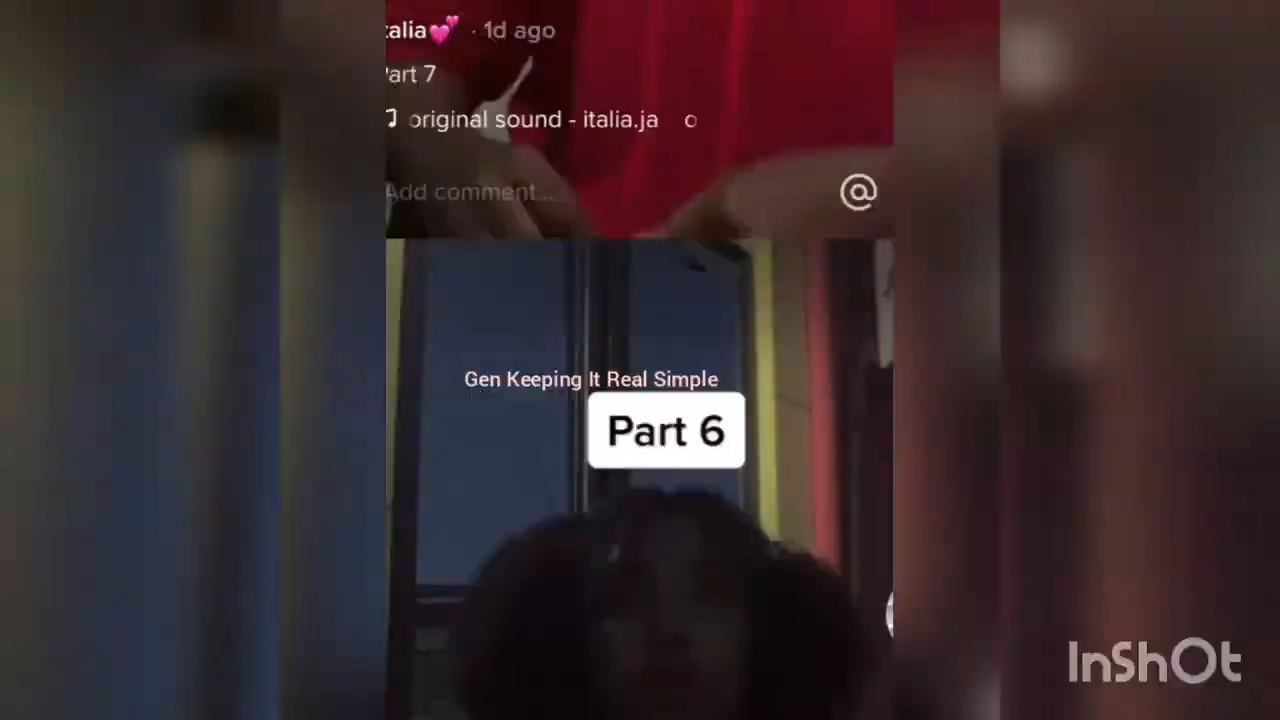 talia💕 · 1d ago
art 7
original sound - italia.ja o
Add comment...
@
Gen Keeping It Real Simple
Part 6
InShOt